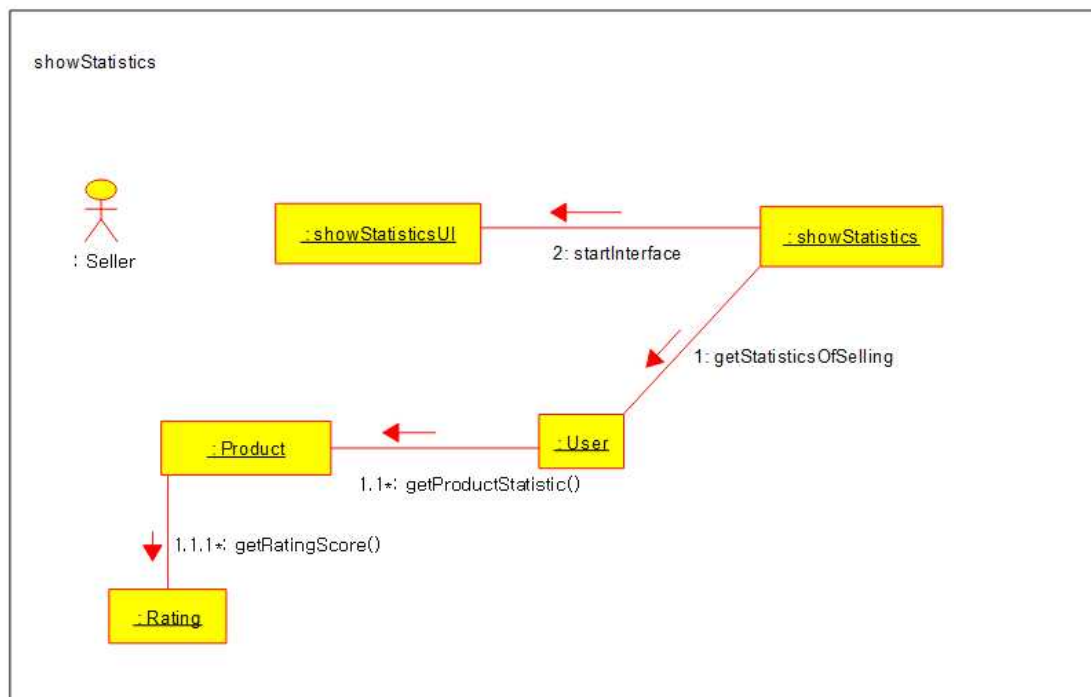 showStatistics
: Seller
: showStatisticsUI
2: startInterface
: showStatistics
1: getStatisticsOfSelling
: Product
: User
1.1*: getProductStatistic()
1.1.1*: getRatingScore()
: Rating